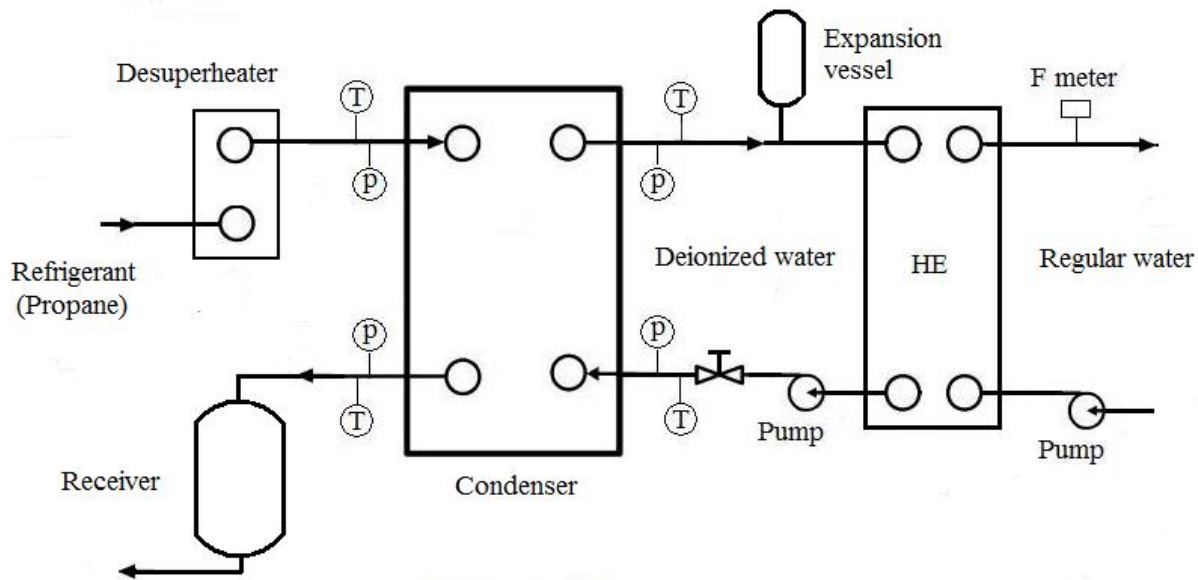 Desuperheater
T
p
T
p
Expansion
vessel
F meter
Refrigerant
(Propane)
Deionized water
HE
Regular water
p
T
p
T
Receiver
Condenser
Pump
Pump